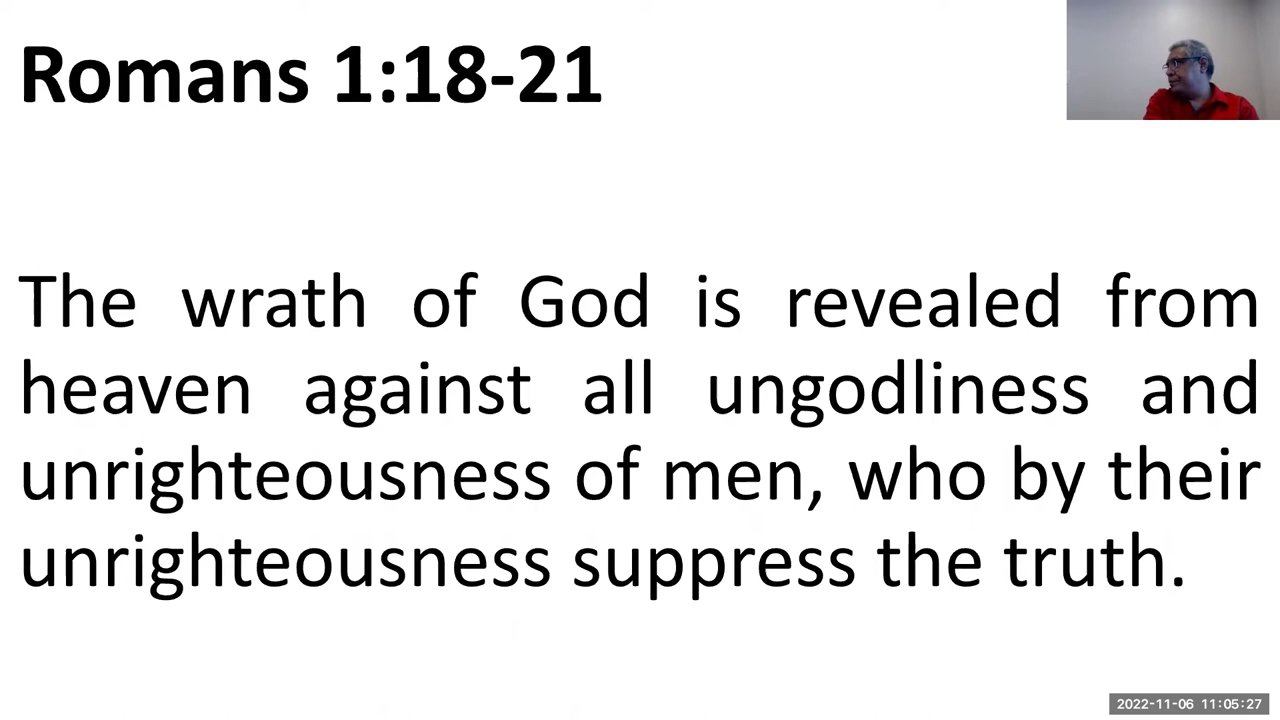 Romans 1:18-21
The wrath of God is revealed from
heaven against all ungodliness and
unrighteousness of men, who by their
unrighteousness suppress the truth.
2022-11-06 11:05:27